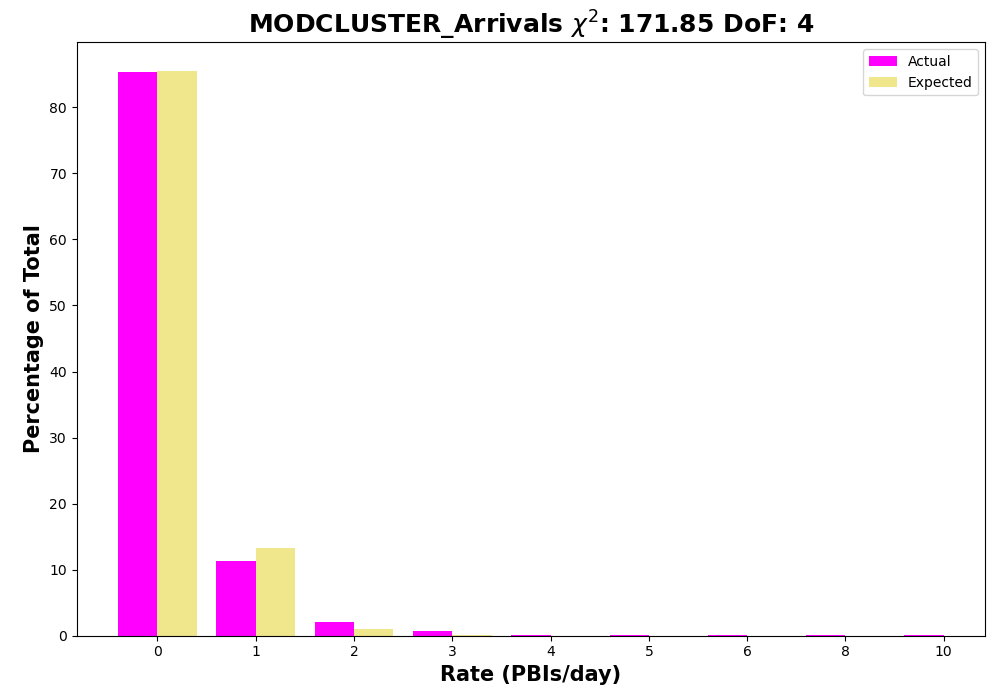 MODCLUSTER_Arrivals χ²: 171.85 DoF: 4
Actual
Expected
Percentage of Total
80
70
60
50
40
30
20
10
0
0 1 2 3 4 5 6 8 10
Rate (PBIs/day)